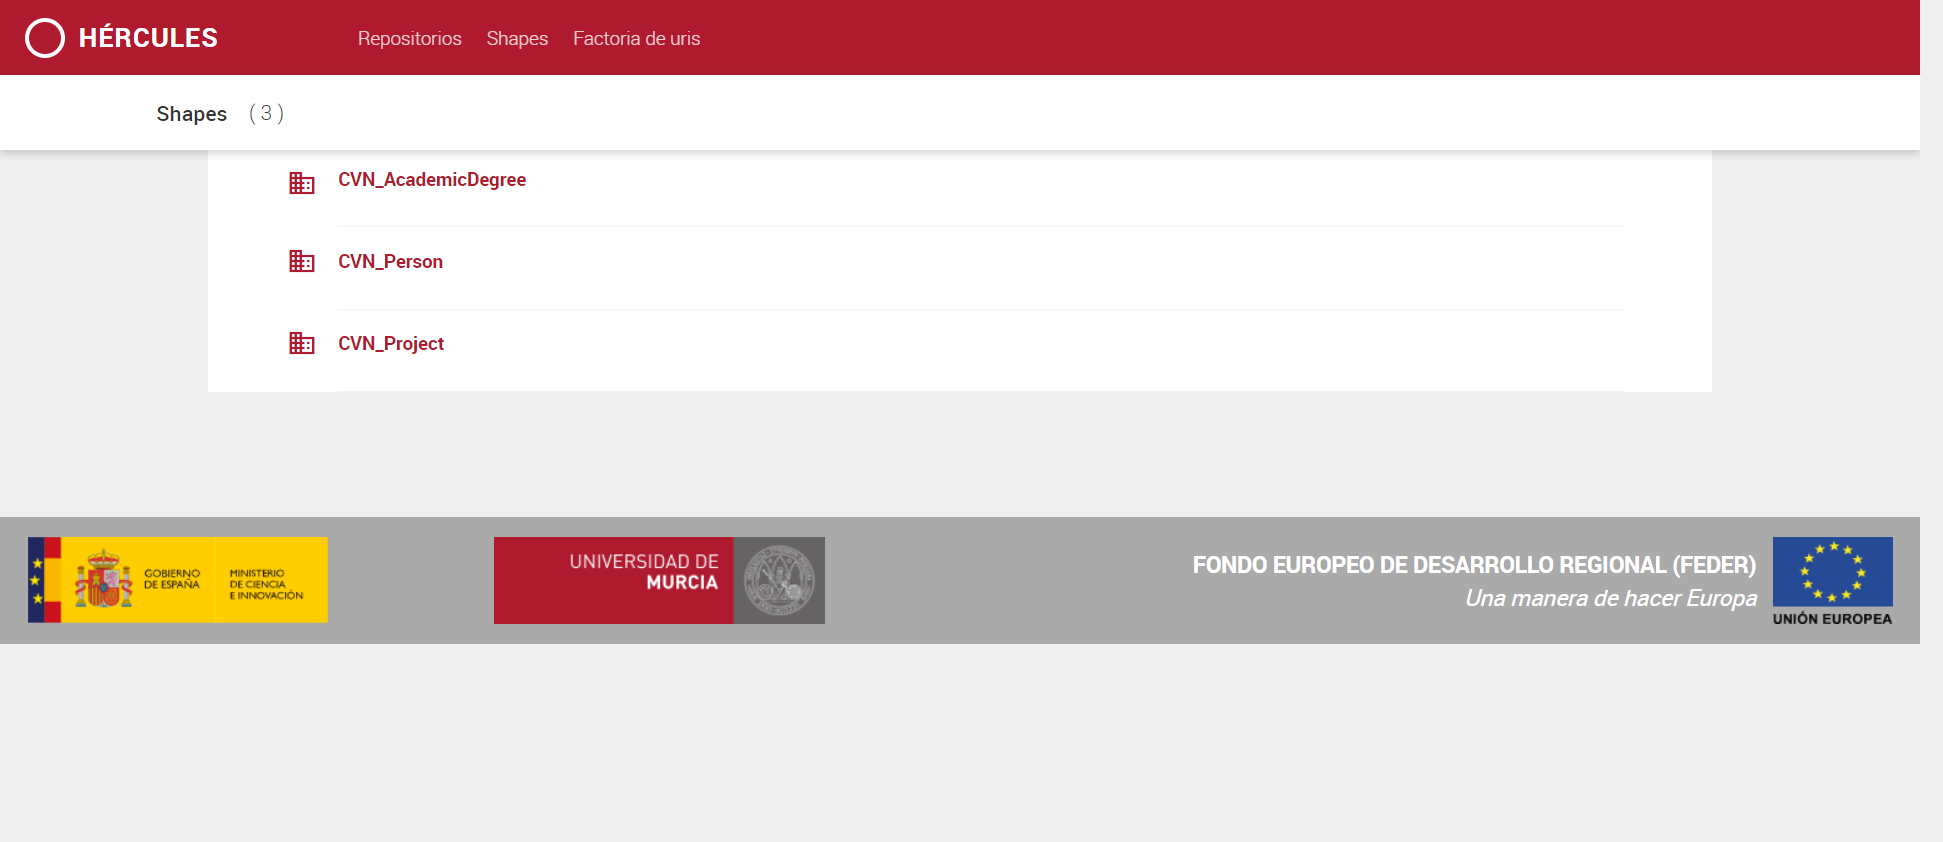 HÉRCULES
Repositorios Shapes Factoria de uris
Shapes ( 3 )
CVN_AcademicDegree
CVN_Person
CVN_Project
GOBIERNO
DE ESPAÑA
MINISTERIO
DE CIENCIA
E INNOVACIÓN
UNIVERSIDAD DE
MURCIA
FONDO EUROPEO DE DESARROLLO REGIONAL (FEDER)
Una manera de hacer Europa
UNIÓN EUROPEA